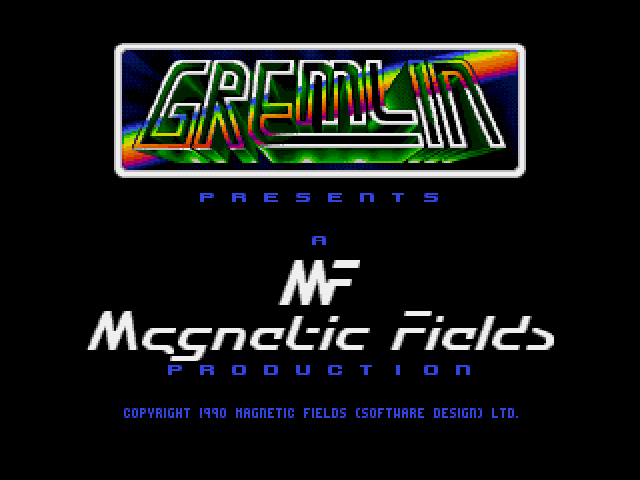 GREMLIN
PRESENTS
A
MF
Magnetic Fields
PRODUCTION
COPYRIGHT 1990 MAGNETIC FIELDS (SOFTWARE DESIGN) LTD.